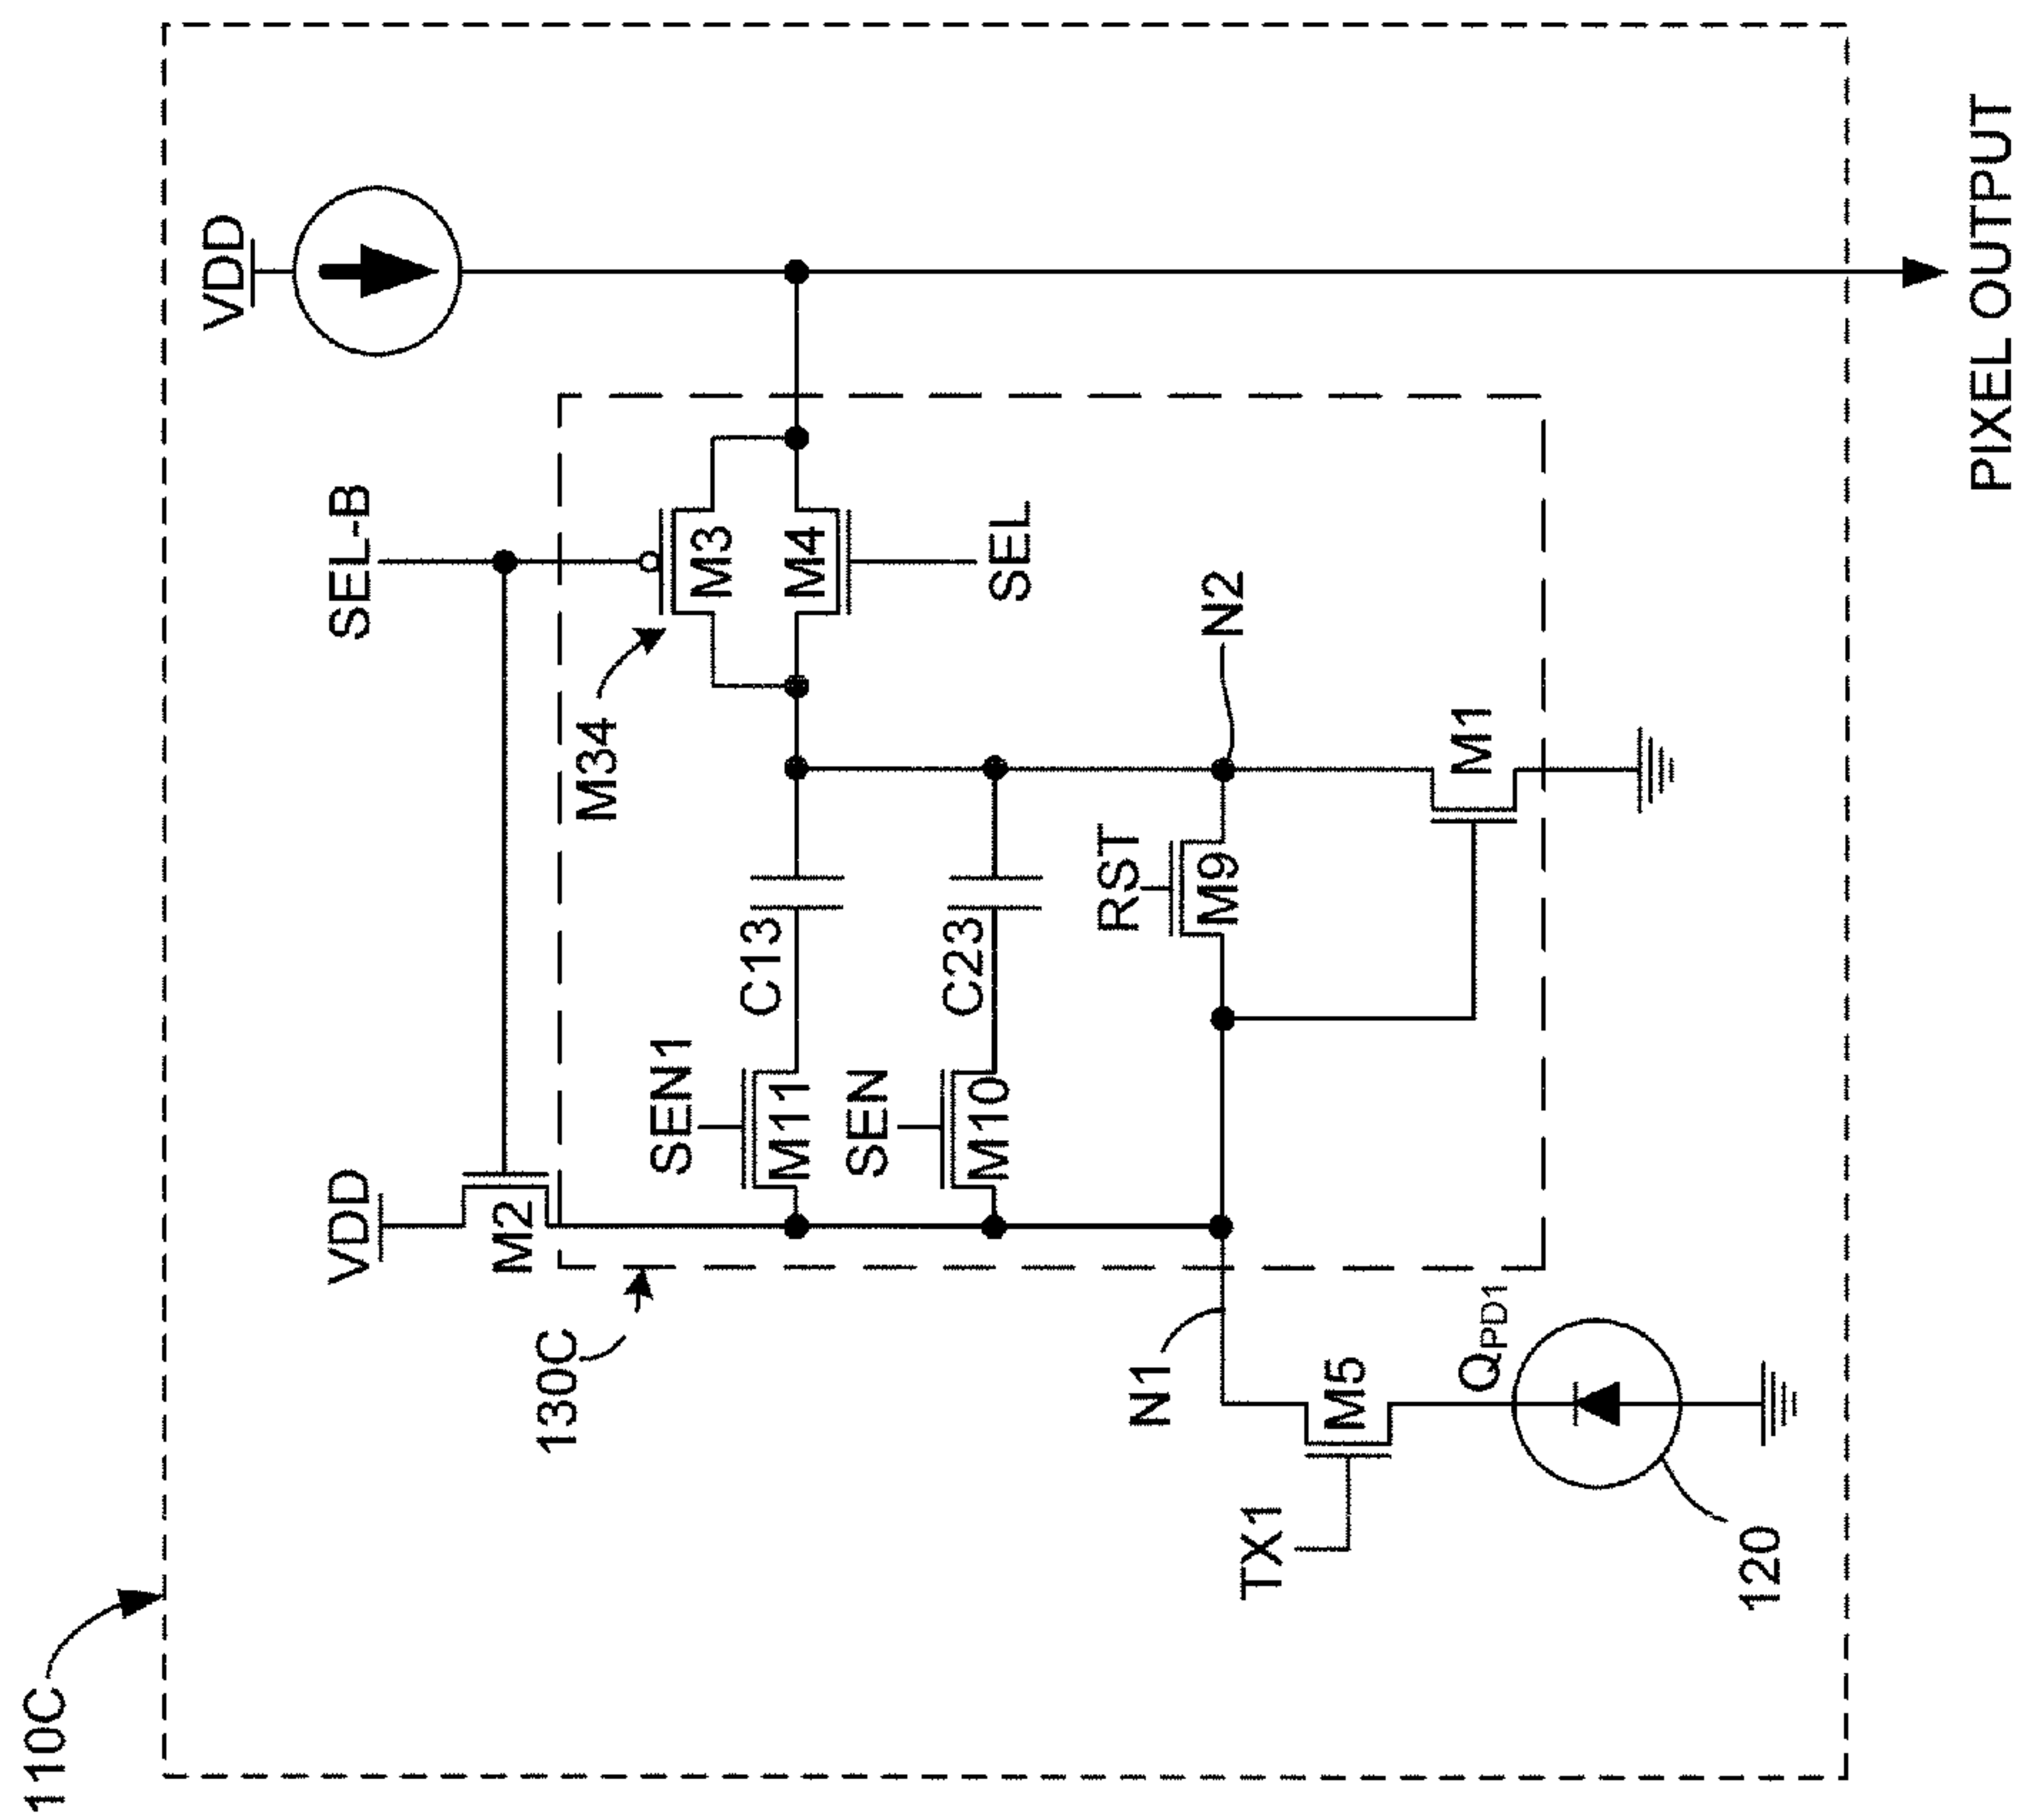 110C
VDD
SEL-B
M3
M4
SEL
M34
N2
VDD
M2
SEN1
M11
C13
SEN
M10
C23
RST
M9
M1
130C
N1
M5
TX1
QPD1
120
PIXEL OUTPUT